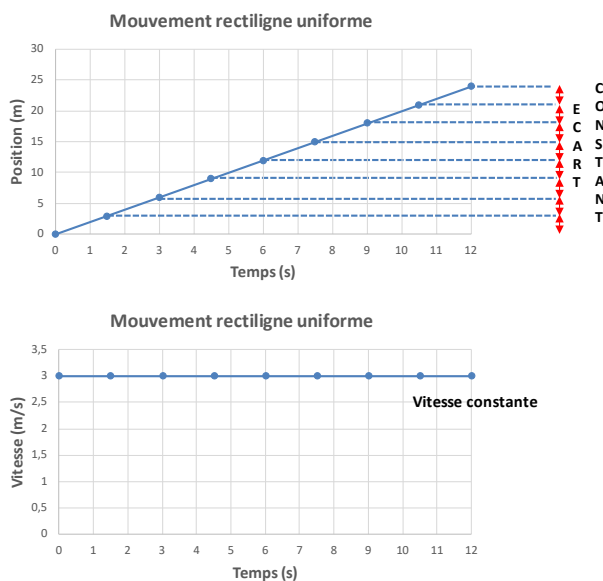 Mouvement rectiligne uniforme
30
25
20
15
10
5
0
Position (m)
0 1 2 3 4 5 6 7 8 9 10 11 12
Temps (s)
ECART
CONSTANT
Mouvement rectiligne uniforme
3,5
3
2,5
2
1,5
1
0,5
0
Vitesse (m/s)
Vitesse constante
0 1 2 3 4 5 6 7 8 9 10 11 12
Temps (s)